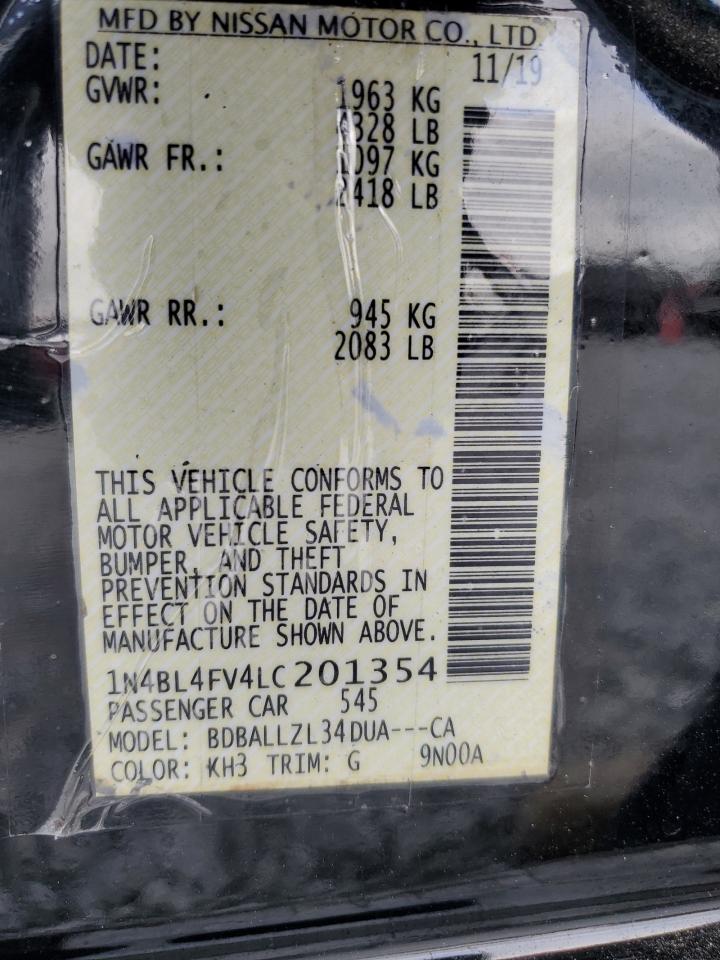 MFD BY NISSAN MOTOR CO., LTD.
DATE: 11/19
GVWR: 1963 KG
4328 LB
GAWR FR.: 1097 KG
2418 LB
GAWR RR.: 945 KG
2083 LB
THIS VEHICLE CONFORMS TO
ALL APPLICABLE FEDERAL
MOTOR VEHICLE SAFETY,
BUMPER, AND THEFT
PREVENTION STANDARDS IN
EFFECT ON THE DATE OF
MANUFACTURE SHOWN ABOVE.
1N4BL4FV4LC201354
PASSENGER CAR 545
MODEL: BDBALLZL34DUA---CA
COLOR: KH3 TRIM: G 9N00A